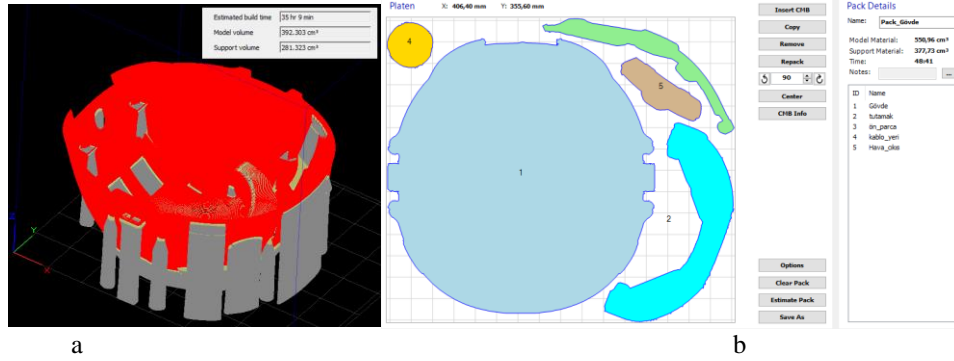 Estimated build time 35 hr 9 min
Model volume 392.303 cm³
Support volume 281.323 cm³
Y
X
Platen X: 406,40 mm Y: 355,60 mm
4
5
1
2
Insert CMB
Copy
Remove
Repack
90
Center
CMB Info
Options
Clear Pack
Estimate Pack
Save As
Pack Details
Name: Pack_Gövde
Model Material: 550,96 cm³
Support Material: 377,73 cm³
Time: 48:41
Notes: ...
ID Name
1 Gövde
2 tutamak
3 ön_parca
4 kablo_yeri
5 Hava_cikis
a b